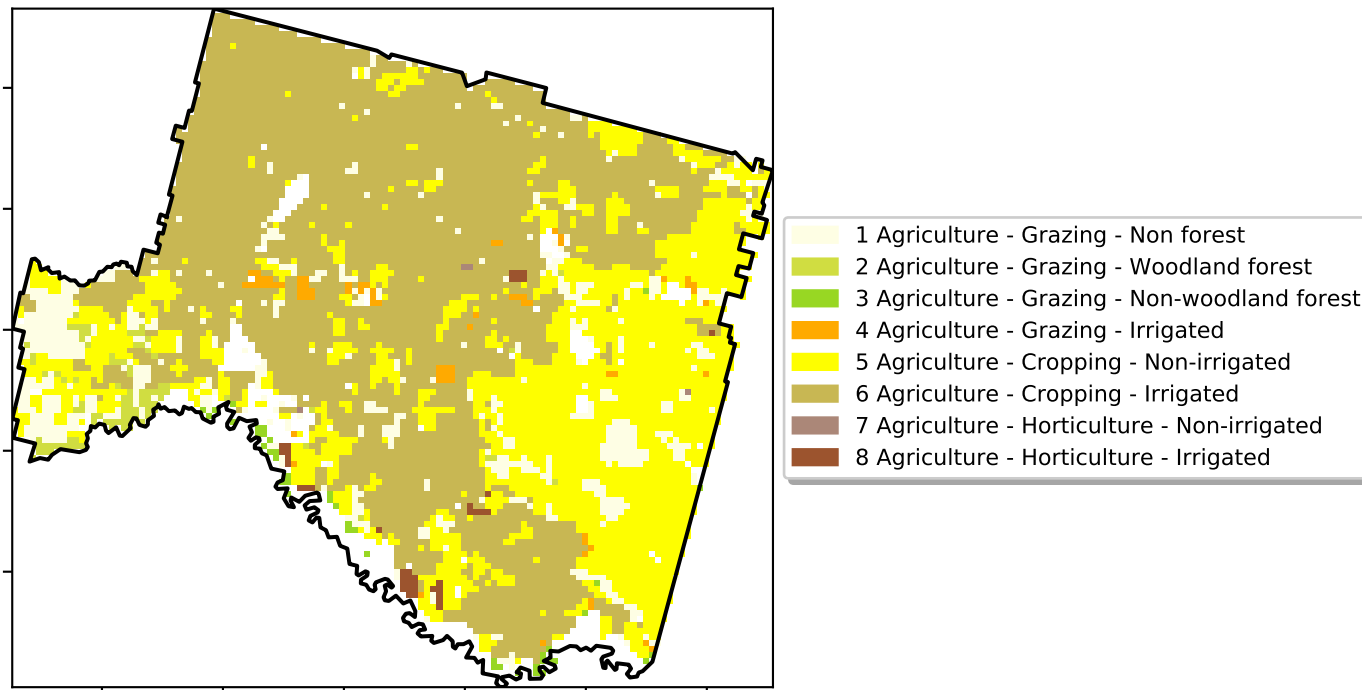 1 Agriculture - Grazing - Non forest
2 Agriculture - Grazing - Woodland forest
3 Agriculture - Grazing - Non-woodland forest
4 Agriculture - Grazing - Irrigated
5 Agriculture - Cropping - Non-irrigated
6 Agriculture - Cropping - Irrigated
7 Agriculture - Horticulture - Non-irrigated
8 Agriculture - Horticulture - Irrigated